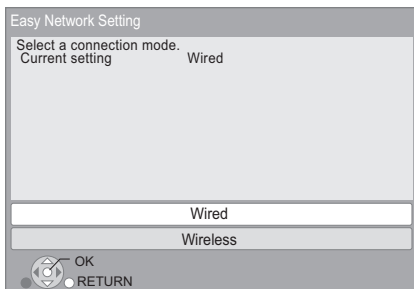 Easy Network Setting
Select a connection mode.
Current setting Wired
Wired
Wireless
OK
RETURN